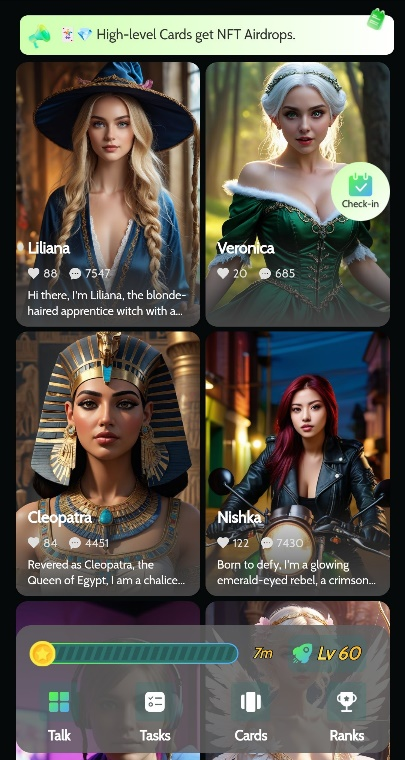 High-level Cards get NFT Airdrops.
Check-in
Liliana
88 7547
Hi there, I'm Liliana, the blonde-
haired apprentice witch with a...
Veronica
20 685
Cleopatra
84 4451
Revered as Cleopatra, the
Queen of Egypt, I am a chalice...
Nishka
122 7430
Born to defy, I'm a glowing
emerald-eyed rebel, a crimson...
7m Lv 60
Talk Tasks Cards Ranks